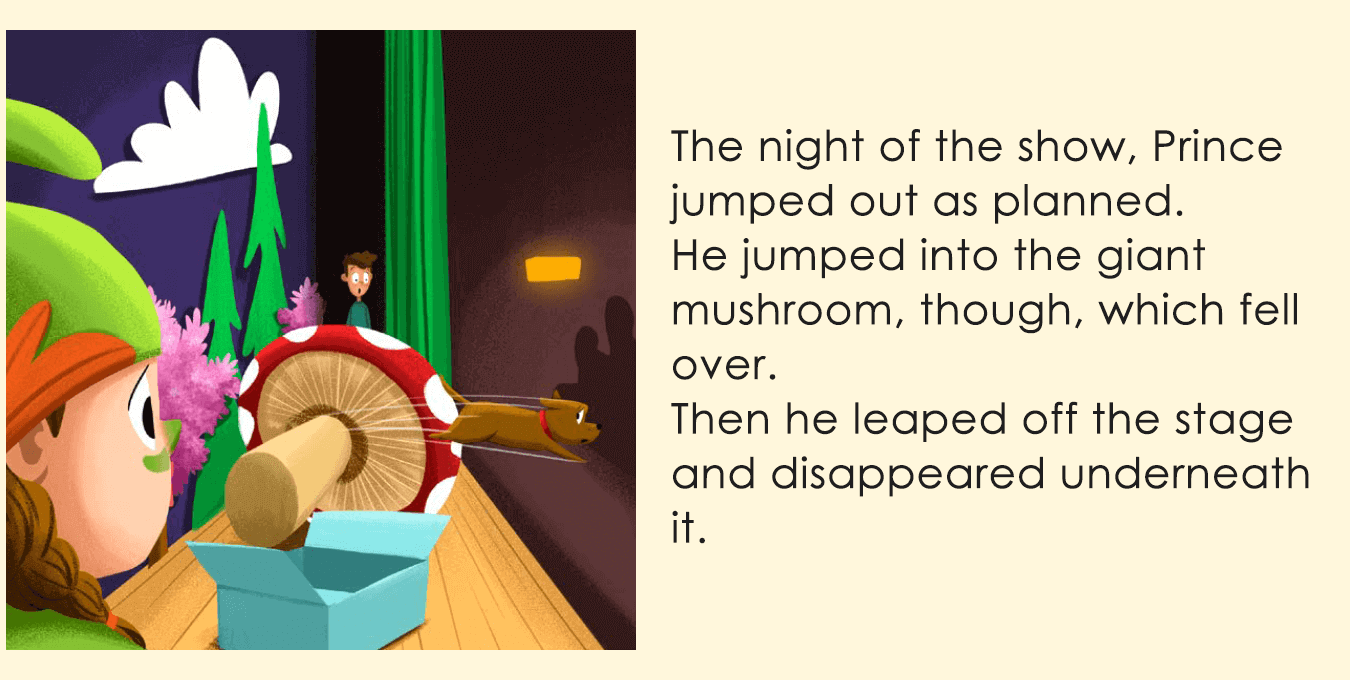 The night of the show, Prince
jumped out as planned.
He jumped into the giant
mushroom, though, which fell
over.
Then he leaped off the stage
and disappeared underneath
it.